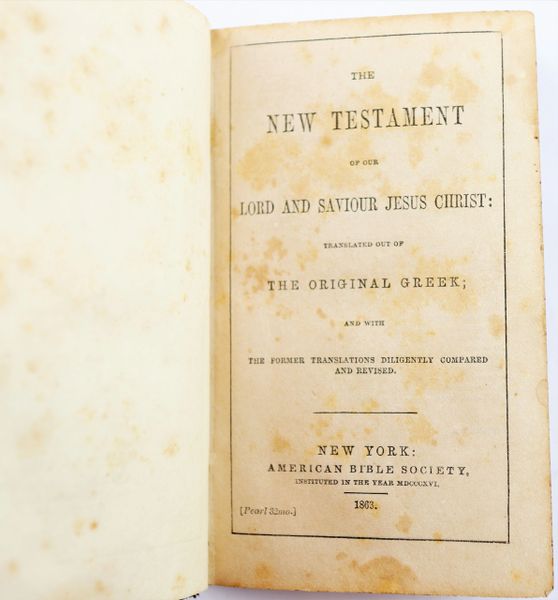 THE
NEW TESTAMENT
OF OUR
LORD AND SAVIOUR JESUS CHRIST:
TRANSLATED OUT OF
THE ORIGINAL GREEK;
AND WITH
THE FORMER TRANSLATIONS DILIGENTLY COMPARED
AND REVISED.
NEW YORK:
AMERICAN BIBLE SOCIETY,
INSTITUTED IN THE YEAR MDCCCXVI.
1863.
[Pearl 32mo.]